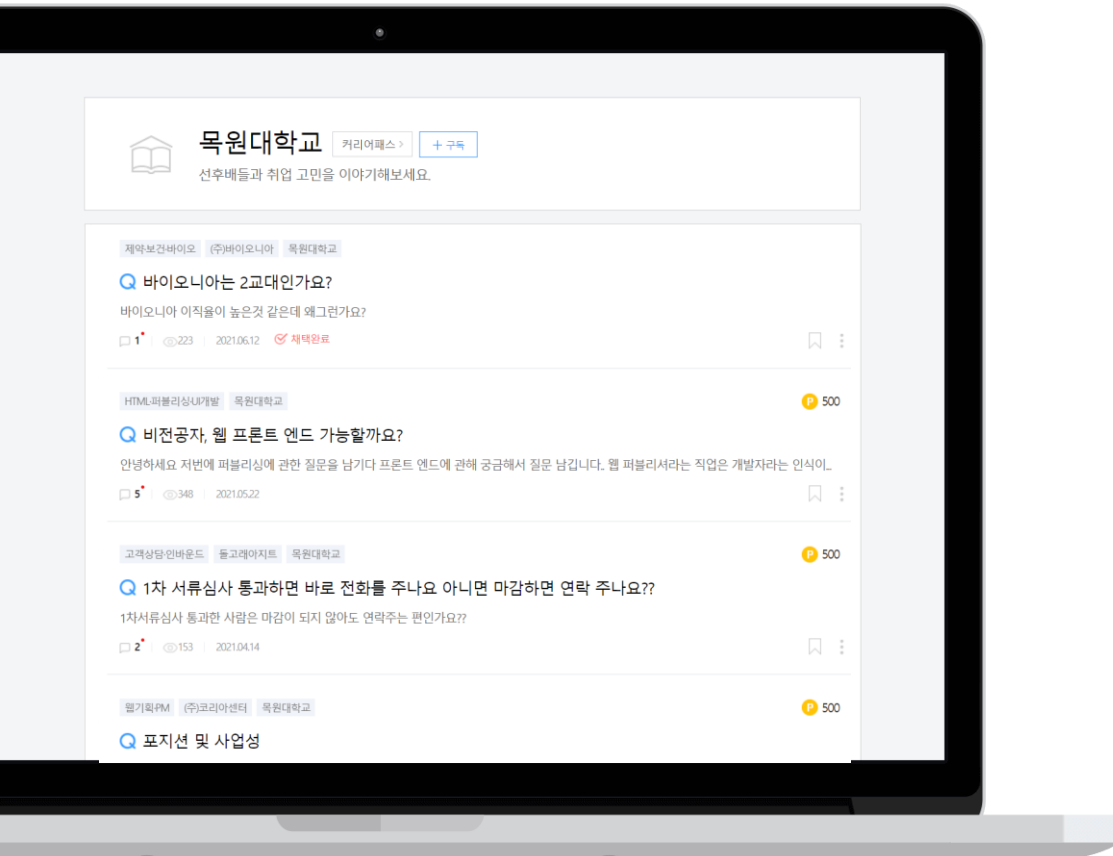 목원대학교 커리어패스 > + 구독
선후배들과 취업 고민을 이야기해보세요.
제약·보건·바이오 (주)바이오니아 목원대학교
Q 바이오니아는 2교대인가요?
바이오니아 이직율이 높은것 같은데 왜그런가요?
1 223 2021.06.12 채택완료
HTML·퍼블리싱·UI개발 목원대학교 P 500
Q 비전공자, 웹 프론트 엔드 가능할까요?
안녕하세요 저번에 퍼블리싱에 관한 질문을 남기다 프론트 엔드에 관해 궁금해서 질문 남깁니다. 웹 퍼블리셔라는 직업은 개발자라는 인식이...
5 348 2021.05.22
고객상담·인바운드 돌고래아지트 목원대학교 P 500
Q 1차 서류심사 통과하면 바로 전화를 주나요 아니면 마감하면 연락 주나요??
1차서류심사 통과한 사람은 마감이 되지 않아도 연락주는 편인가요??
2 153 2021.04.14
웹기획·PM (주)코리아센터 목원대학교 P 500
Q 포지션 및 사업성